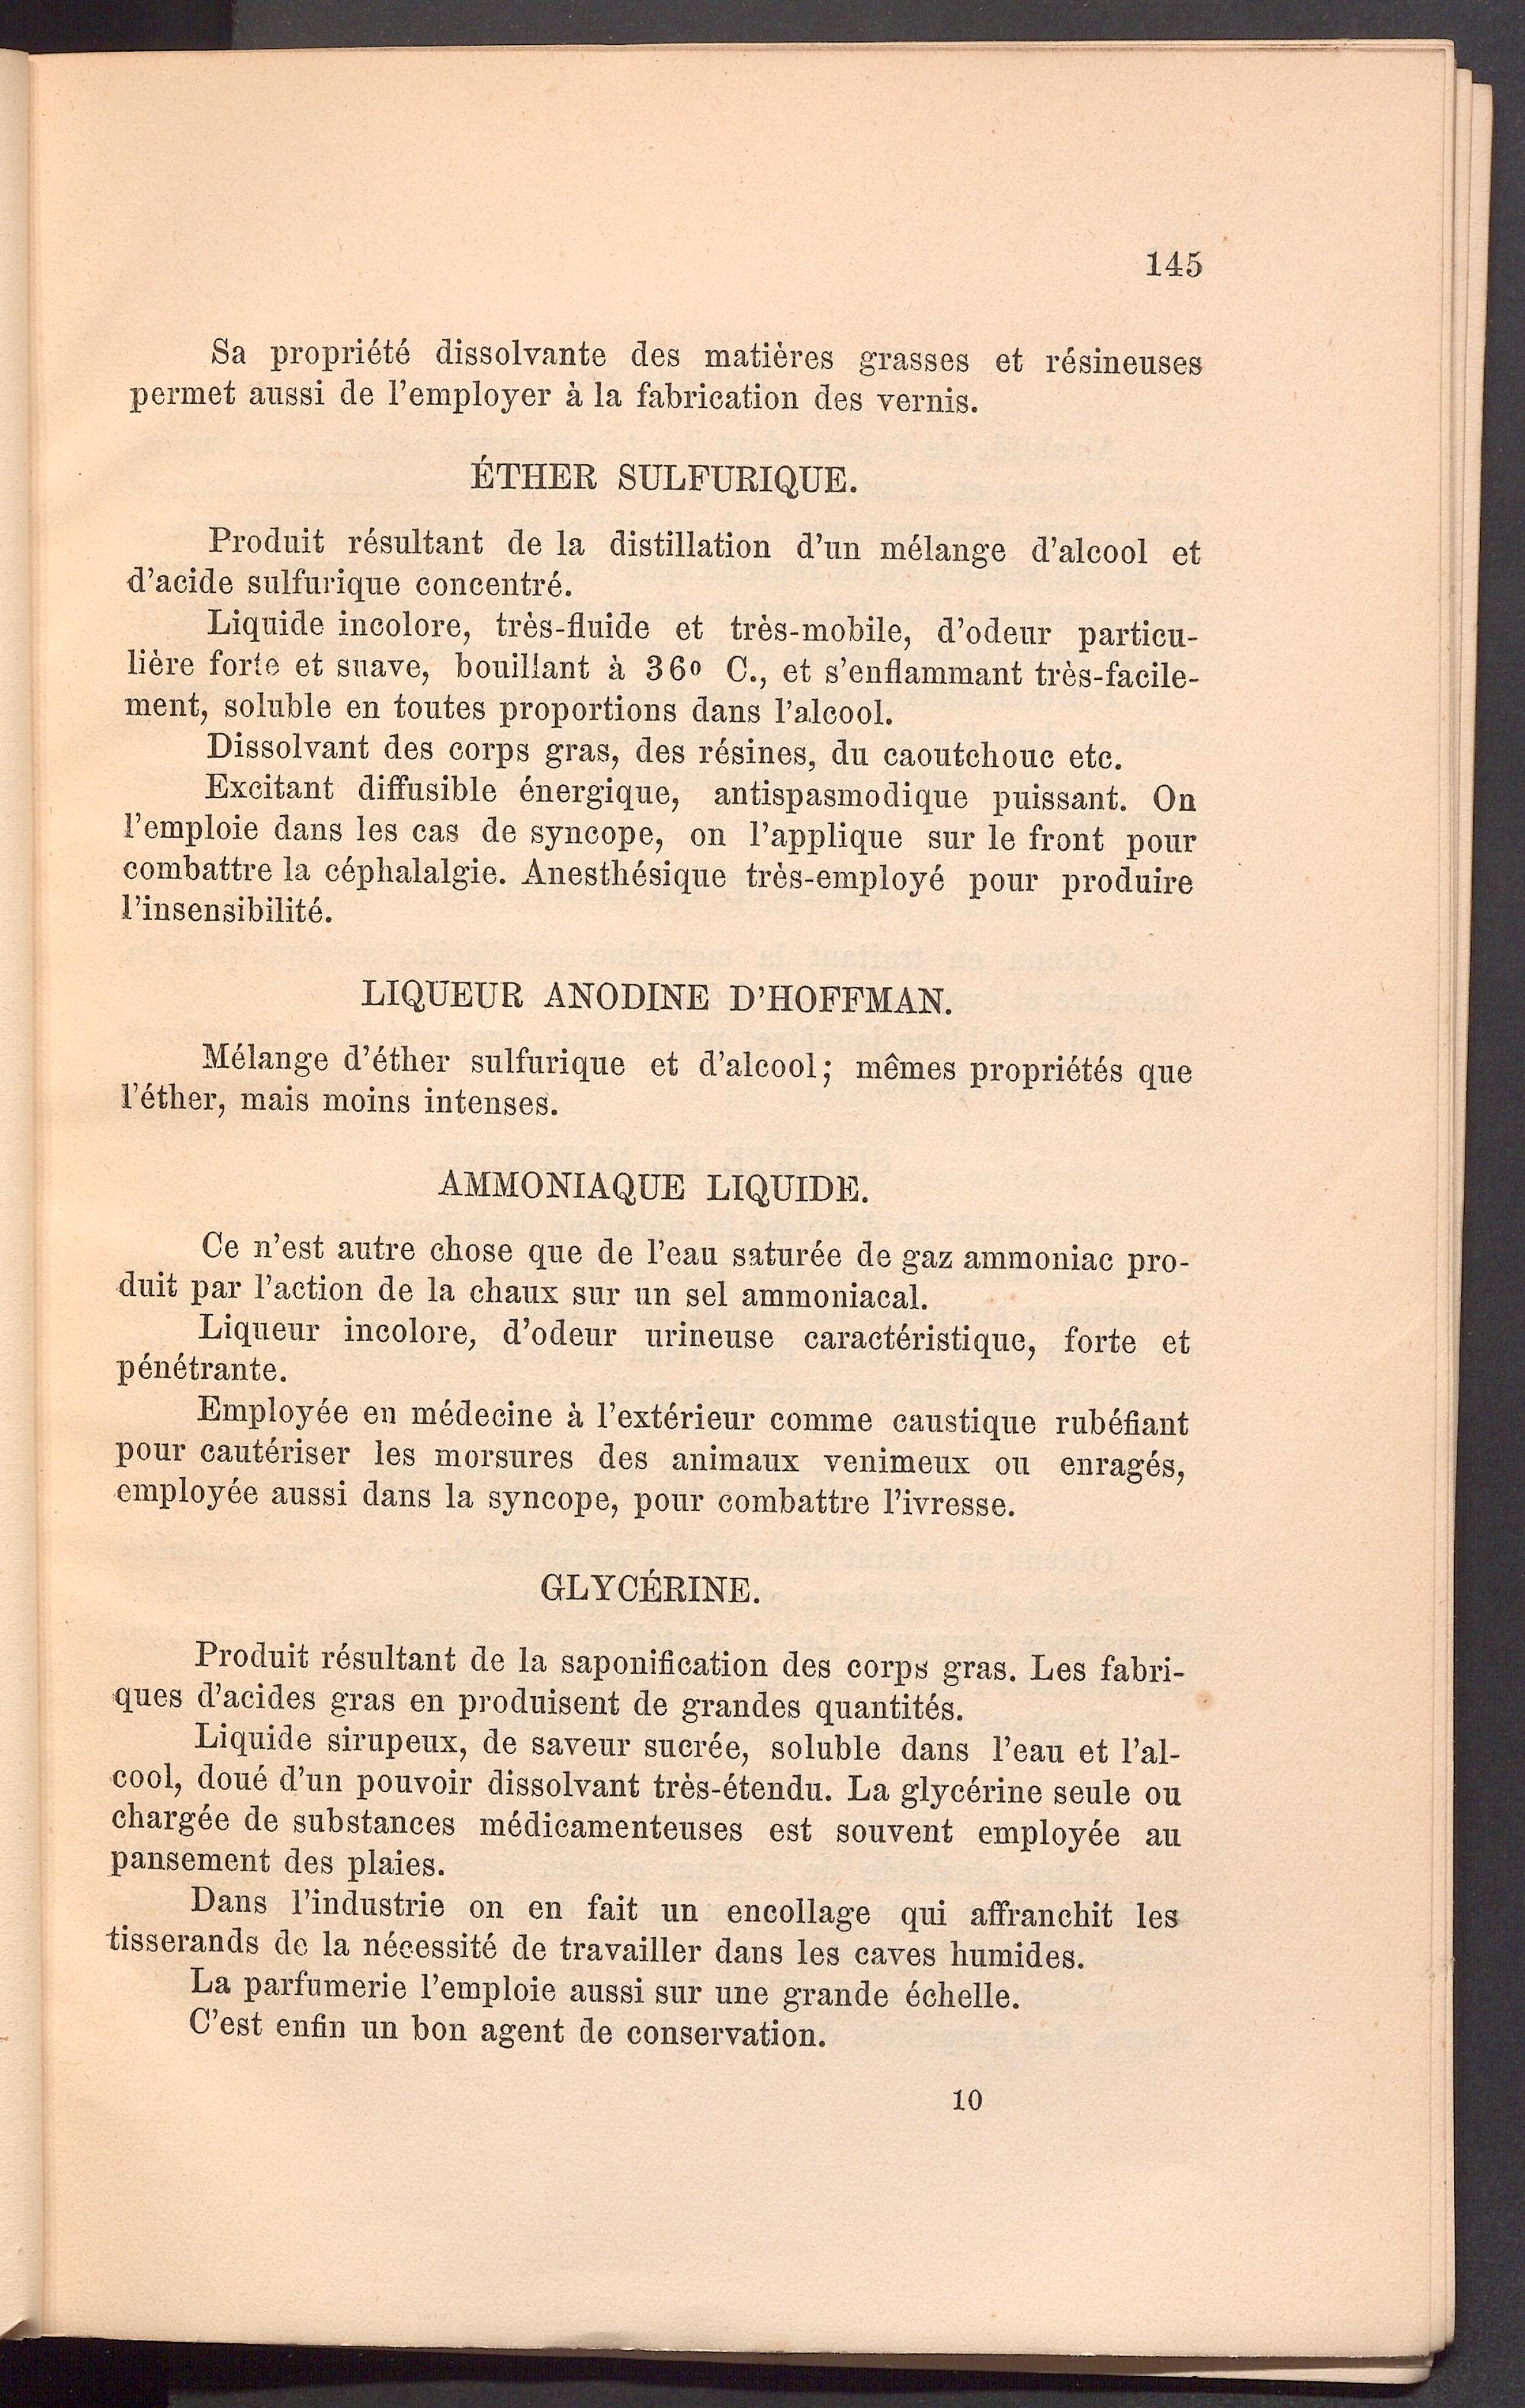 145
Sa propriété dissolvante des matières grasses et résineuses
permet aussi de l'employer à la fabrication des vernis.
ÉTHER SULFURIQUE.
Produit résultant de la distillation d'un mélange d'alcool et
d'acide sulfurique concentré.
Liquide incolore, très-fluide et très-mobile, d'odeur particu-
lière forte et suave, bouillant à 36º C., et s'enflammant très-facile-
ment, soluble en toutes proportions dans l'alcool.
Dissolvant des corps gras, des résines, du caoutchouc etc.
Excitant diffusible énergique, antispasmodique puissant. On
l'emploie dans les cas de syncope, on l'applique sur le front pour
combattre la céphalalgie. Anesthésique très-employé pour produire
l'insensibilité.
LIQUEUR ANODINE D'HOFFMAN.
Mélange d'éther sulfurique et d'alcool; mêmes propriétés que
l'éther, mais moins intenses.
AMMONIAQUE LIQUIDE.
Ce n'est autre chose que de l'eau saturée de gaz ammoniac pro-
duit par l'action de la chaux sur un sel ammoniacal.
Liqueur incolore, d'odeur urineuse caractéristique, forte et
pénétrante.
Employée en médecine à l'extérieur comme caustique rubéfiant
pour cautériser les morsures des animaux venimeux ou enragés,
employée aussi dans la syncope, pour combattre l'ivresse.
GLYCÉRINE.
Produit résultant de la saponification des corps gras. Les fabri-
ques d'acides gras en produisent de grandes quantités.
Liquide sirupeux, de saveur sucrée, soluble dans l'eau et l'al-
cool, doué d'un pouvoir dissolvant très-étendu. La glycérine seule ou
chargée de substances médicamenteuses est souvent employée au
pansement des plaies.
Dans l'industrie on en fait un encollage qui affranchit les
tisserands de la nécessité de travailler dans les caves humides.
La parfumerie l'emploie aussi sur une grande échelle.
C'est enfin un bon agent de conservation.
10